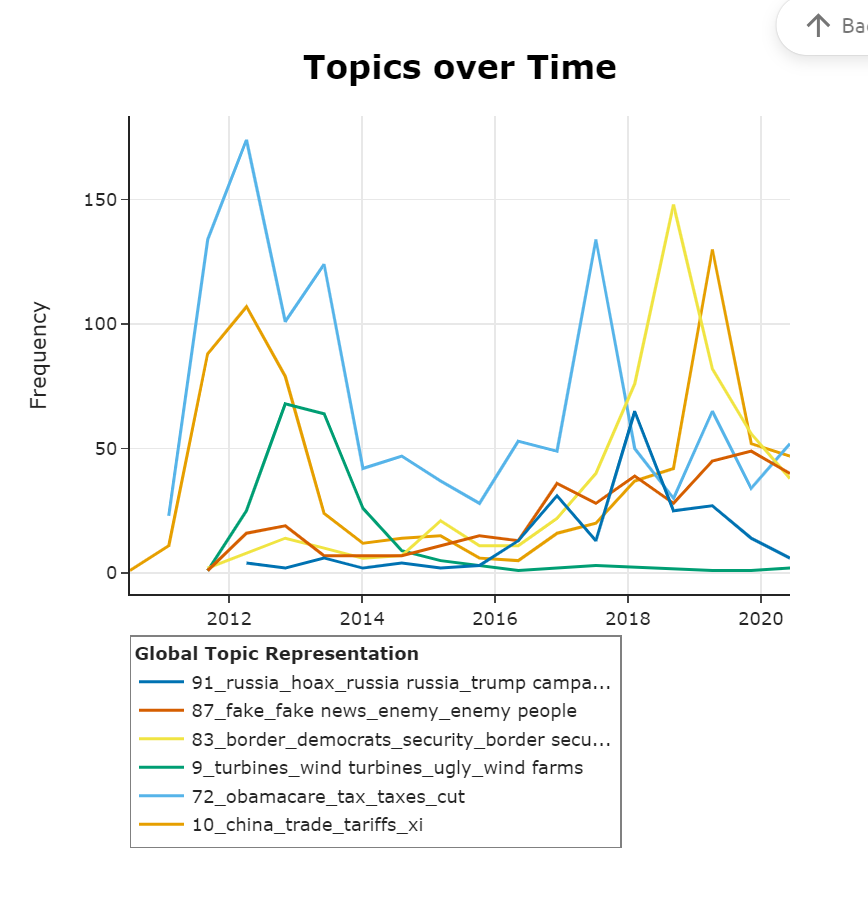 Ba
Topics over Time
Frequency
150
100
50
0
2012 2014 2016 2018 2020
Global Topic Representation
91_russia_hoax_russia russia_trump campa...
87_fake_fake news_enemy_enemy people
83_border_democrats_security_border secu...
9_turbines_wind turbines_ugly_wind farms
72_obamacare_tax_taxes_cut
10_china_trade_tariffs_xi